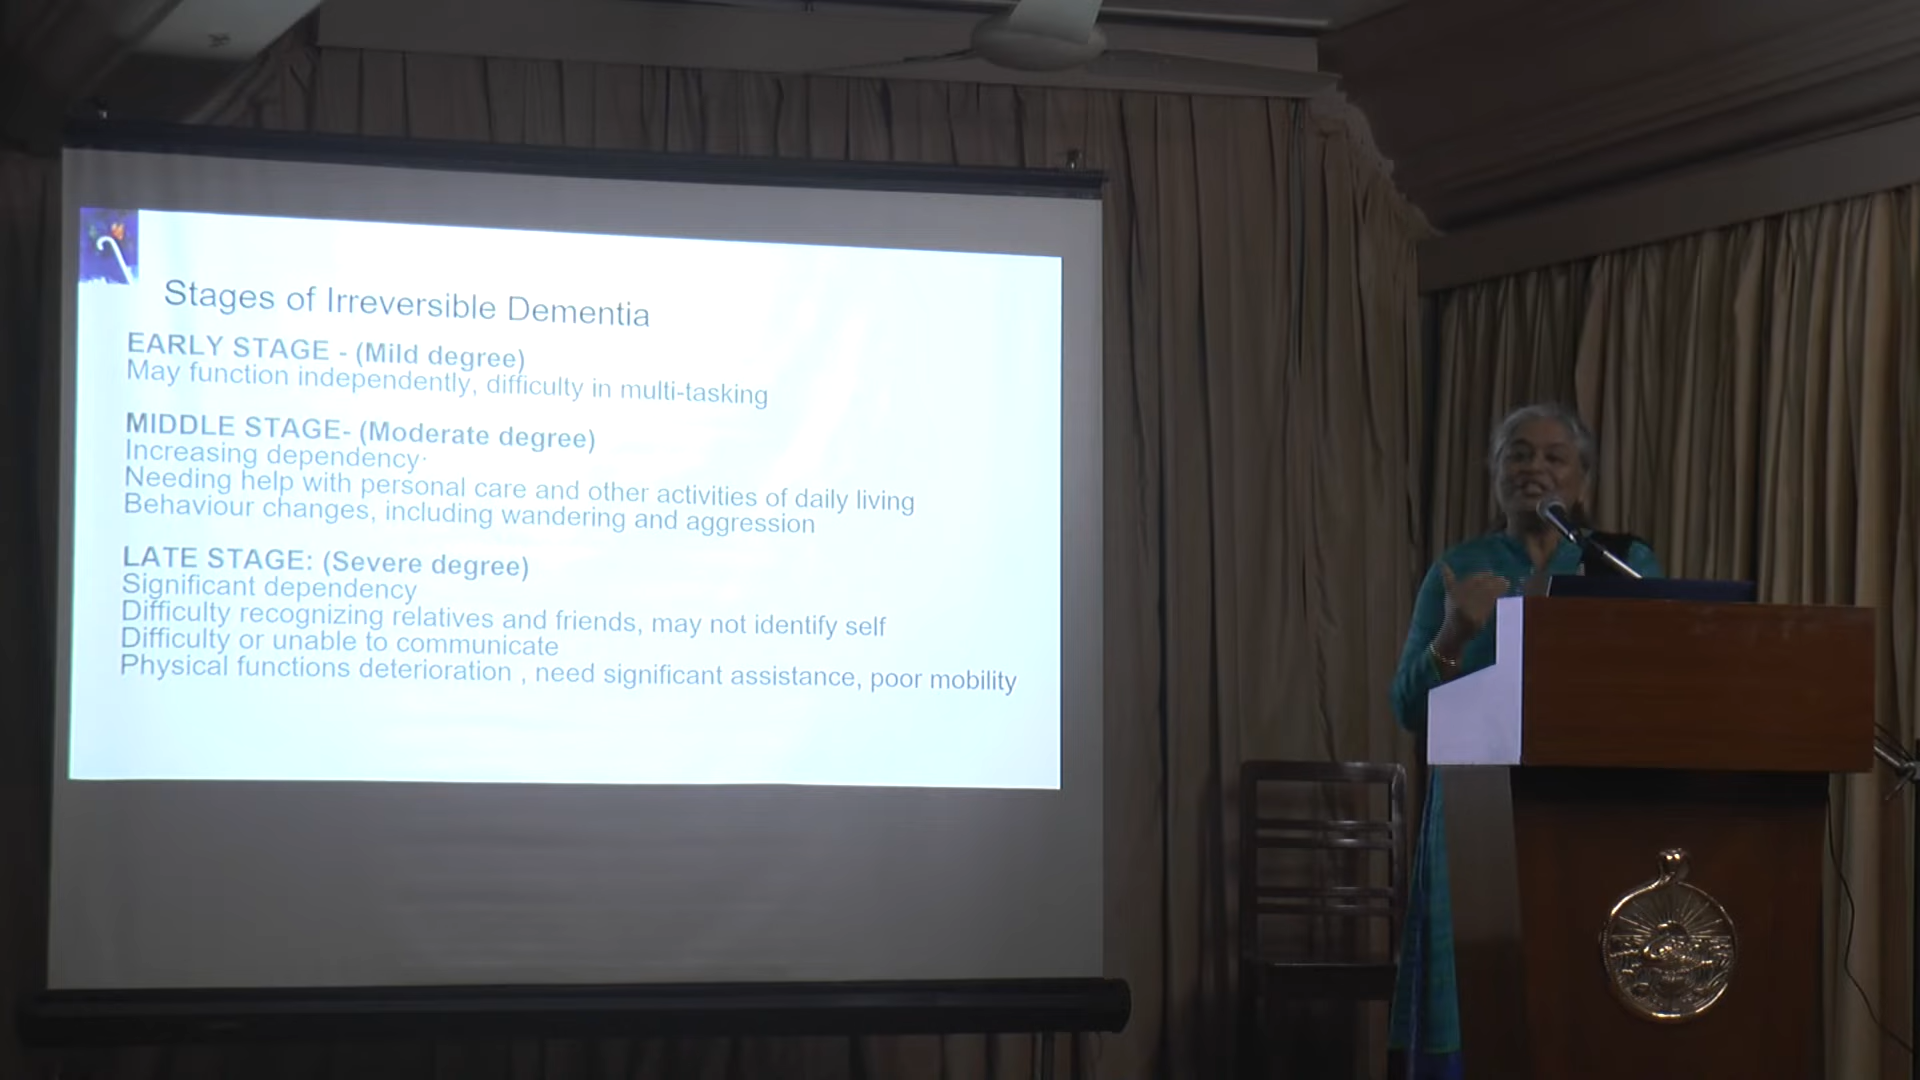 Stages of Irreversible Dementia
EARLY STAGE - (Mild degree)
May function independently, difficulty in multi-tasking
MIDDLE STAGE- (Moderate degree)
Increasing dependency·
Needing help with personal care and other activities of daily living
Behaviour changes, including wandering and aggression
LATE STAGE: (Severe degree)
Significant dependency
Difficulty recognizing relatives and friends, may not identify self
Difficulty or unable to communicate
Physical functions deterioration , need significant assistance, poor mobility